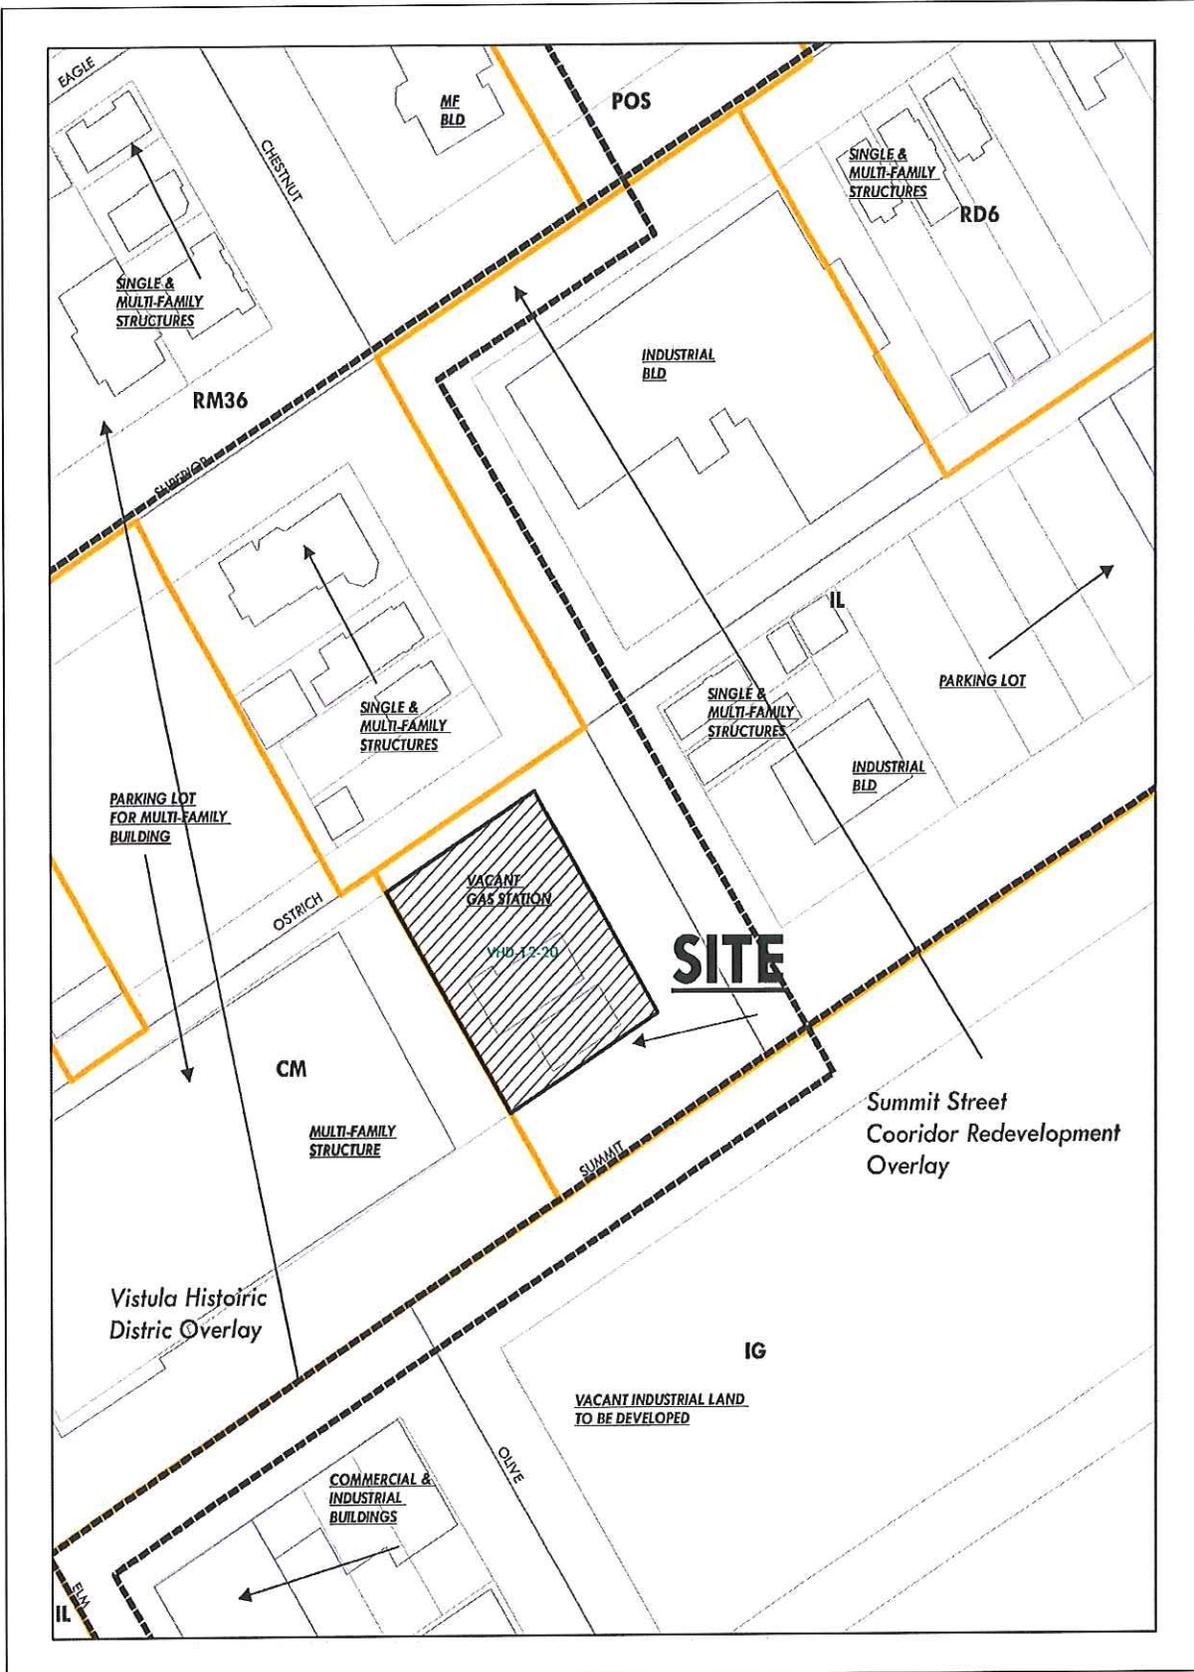 EAGLE
CHESTNUT
MF
BLD
POS
SINGLE &
MULTI-FAMILY
STRUCTURES
RD6
SINGLE &
MULTI-FAMILY
STRUCTURES
RM36
SUPERIOR
INDUSTRIAL
BLD
IL
SINGLE &
MULTI-FAMILY
STRUCTURES
SINGLE &
MULTI-FAMILY
STRUCTURES
PARKING LOT
INDUSTRIAL
BLD
PARKING LOT
FOR MULTI-FAMILY
BUILDING
OSTRICH
VACANT
GAS STATION
VHD-12-20
SITE
CM
MULTI-FAMILY
STRUCTURE
SUMMIT
Summit Street
Cooridor Redevelopment
Overlay
Vistula Histoiric
Distric Overlay
IG
VACANT INDUSTRIAL LAND
TO BE DEVELOPED
OLIVE
COMMERCIAL &
INDUSTRIAL
BUILDINGS
ELM
IL